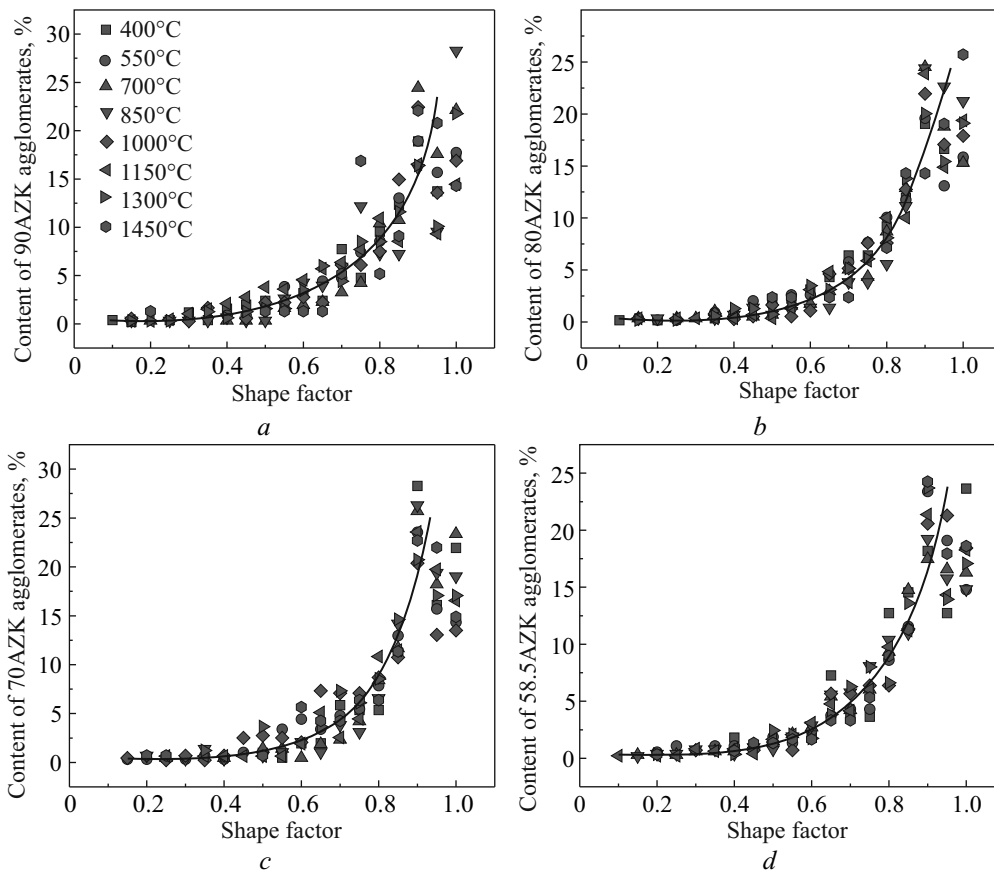 Content of 90AZK agglomerates, %
30
25
20
15
10
5
0
400°C
550°C
700°C
850°C
1000°C
1150°C
1300°C
1450°C
0 0.2 0.4 0.6 0.8 1.0
Shape factor
a
Content of 80AZK agglomerates, %
25
20
15
10
5
0
0 0.2 0.4 0.6 0.8 1.0
Shape factor
b
Content of 70AZK agglomerates, %
30
25
20
15
10
5
0
0 0.2 0.4 0.6 0.8 1.0
Shape factor
c
Content of 58.5AZK agglomerates, %
25
20
15
10
5
0
0 0.2 0.4 0.6 0.8 1.0
Shape factor
d